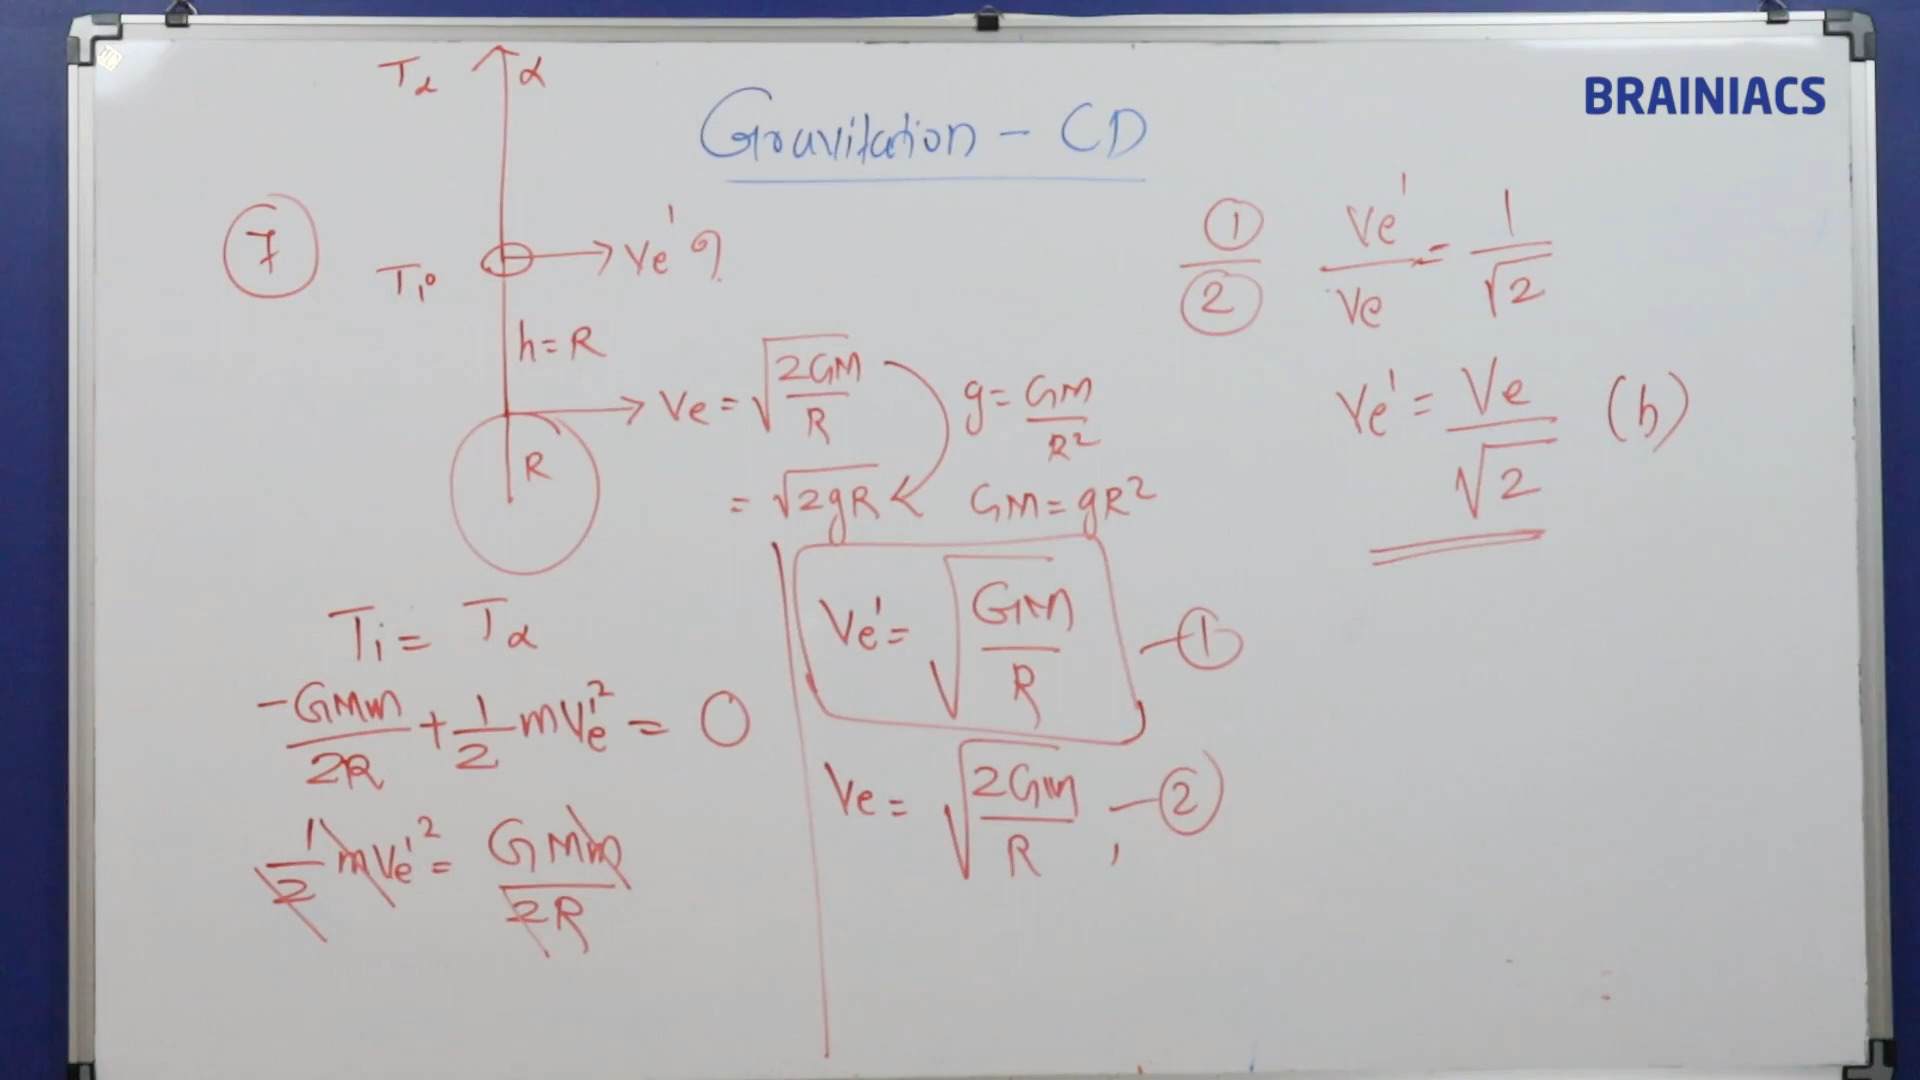 BRAINIACS
Gravitation - CD
7
Tα
α
Ti
Ve' ?
h = R
R
Ve = √(2GM/R)
= √(2gR)
g = GM/R²
GM = gR²
Ti = Tα
-GMm/2R + 1/2 mVe'² = 0
1/2 mVe'² = GMm/2R
Ve' = √(GM/R) - ①
Ve = √(2GM/R) , - ②
①/② Ve'/Ve = 1/√2
Ve' = Ve/√2 (b)